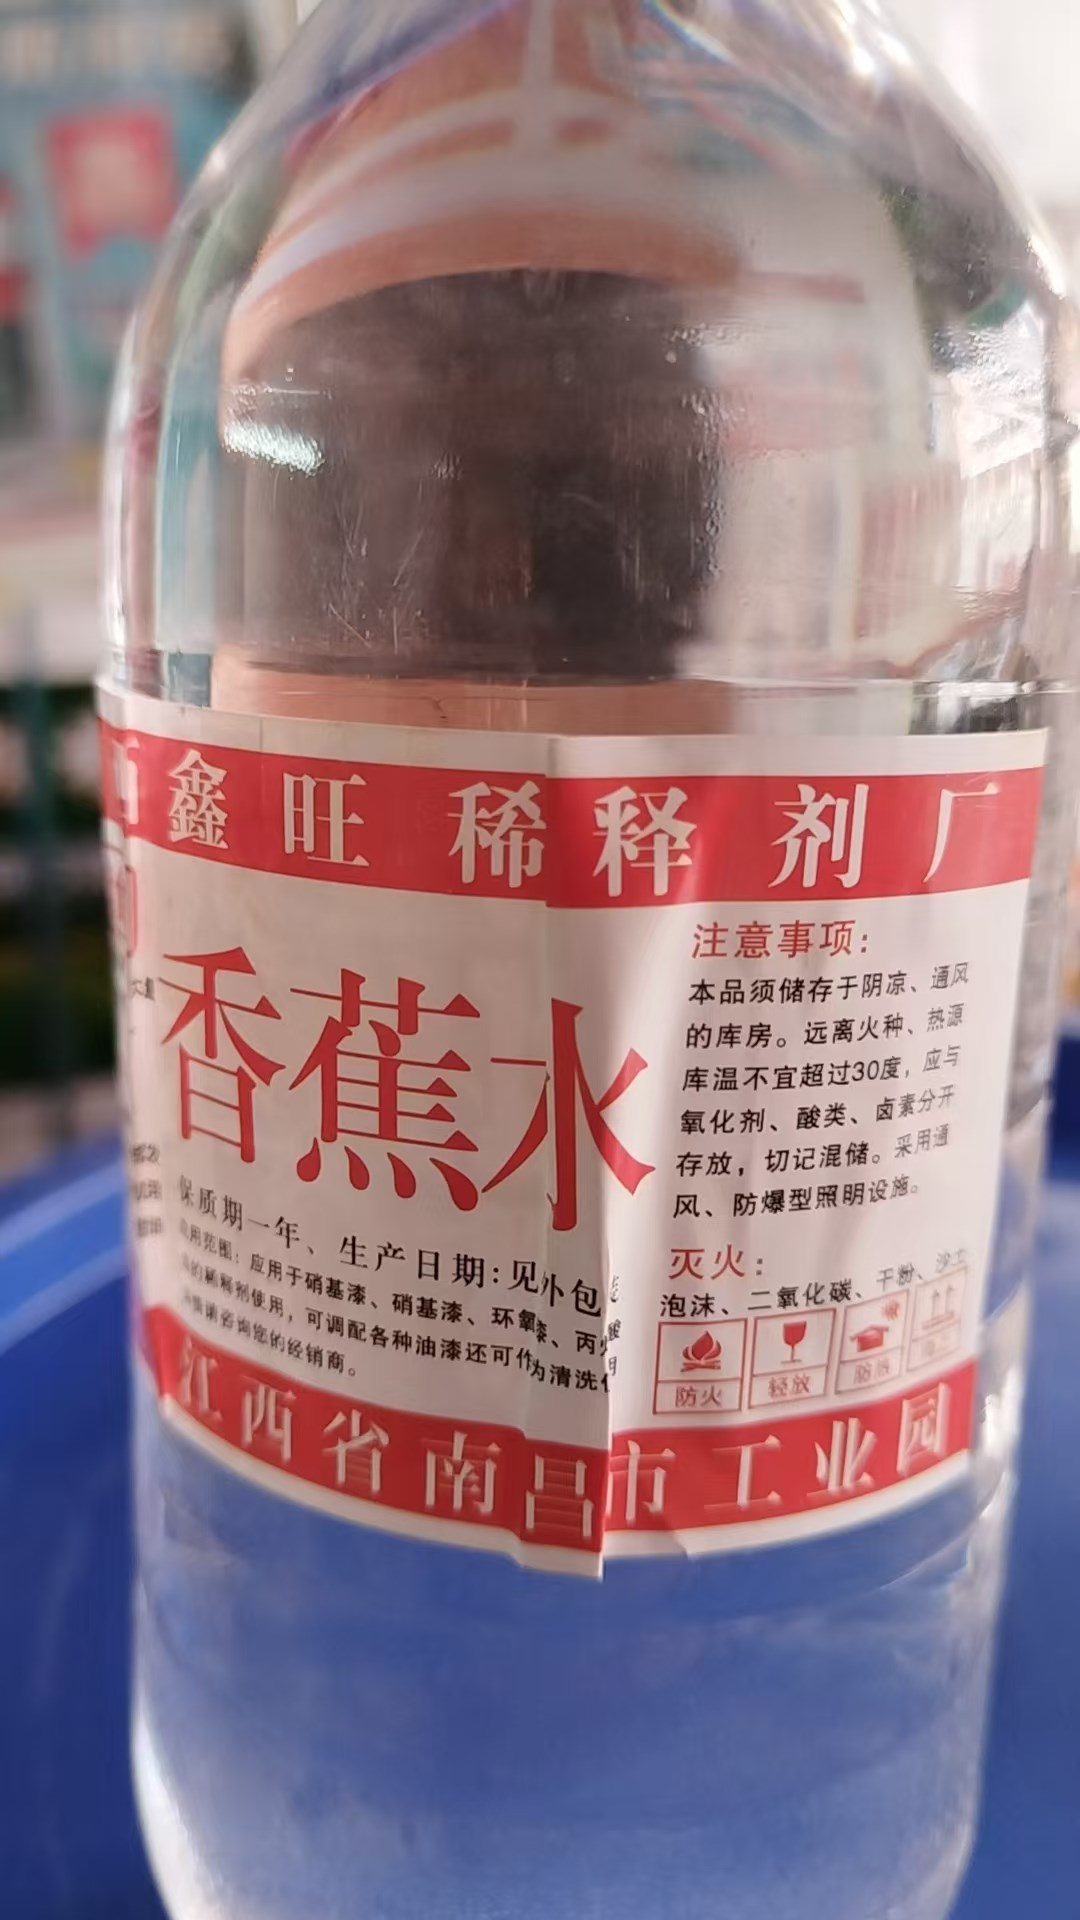 西鑫旺稀释剂厂
香蕉水
保质期一年、生产日期:见外包
应用于硝基漆、硝基漆、环氧漆、丙
稀释剂使用，可调配各种油漆还可作为清洗
咨询您的经销商。
注意事项:
本品须储存于阴凉、通风
的库房。远离火种、热源
库温不宜超过30度，应与
氧化剂、酸类、卤素分开
存放，切记混储。采用通
风、防爆型照明设施。
灭火:
泡沫、二氧化碳、干粉、沙土
防火
轻放
江西省南昌市工业园